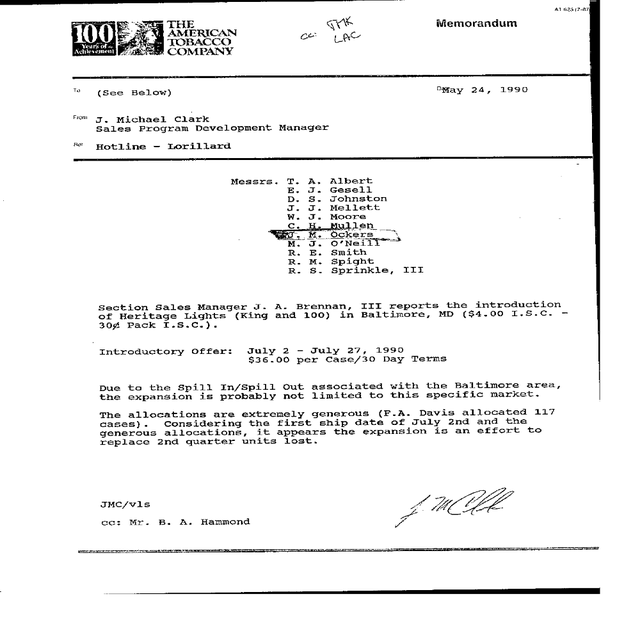 AT 635 (7-87)
100
Years of
Achievement
THE
AMERICAN
TOBACCO
COMPANY
cc: JMK
LAC
Memorandum
To (See Below)
Date May 24, 1990
From J. Michael Clark
Sales Program Development Manager
Re: Hotline - Lorillard
Messrs. T. A. Albert
E. J. Gesell
D. S. Johnston
J. J. Mellett
W. J. Moore
C. H. Mullen
J. M. Ockers
M. J. O'Neill
R. E. Smith
R. M. Spight
R. S. Sprinkle, III
Section Sales Manager J. A. Brennan, III reports the introduction
of Heritage Lights (King and 100) in Baltimore, MD ($4.00 I.S.C. -
30¢ Pack I.S.C.).
Introductory Offer: July 2 - July 27, 1990
$36.00 per Case/30 Day Terms
Due to the Spill In/Spill Out associated with the Baltimore area,
the expansion is probably not limited to this specific market.
The allocations are extremely generous (F.A. Davis allocated 117
cases). Considering the first ship date of July 2nd and the
generous allocations, it appears the expansion is an effort to
replace 2nd quarter units lost.
JMC/vls
cc: Mr. B. A. Hammond